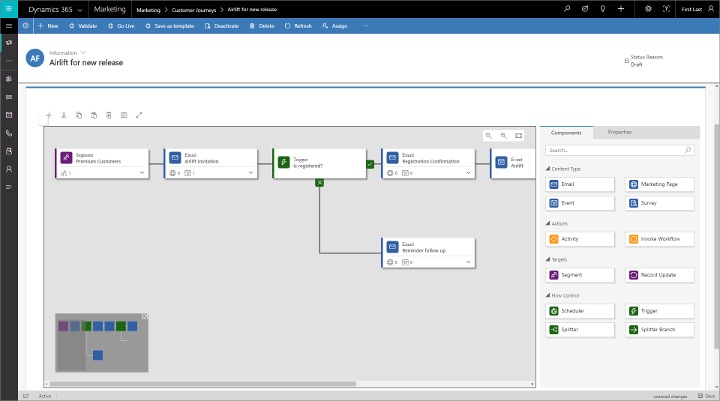 Dynamics 365
Marketing
Marketing > Customer Journeys > Airlift for new release
First Last
New
Validate
Go Live
Save as template
Deactivate
Delete
Refresh
Assign
AF
Information
Airlift for new release
Status Reason
Draft
Segment
Premium Customers
1
Email
Airlift Invitation
0
1
Trigger
is registered?
Email
Registration Confirmation
0
0
Event
Airlift
Email
Reminder follow up
0
0
Components
Properties
Search...
Content Type
Email
Marketing Page
Event
Survey
Actions
Activity
Invoke Workflow
Targets
Segment
Record Update
Flow Control
Scheduler
Trigger
Splitter
Splitter Branch
Active
unsaved changes
Save